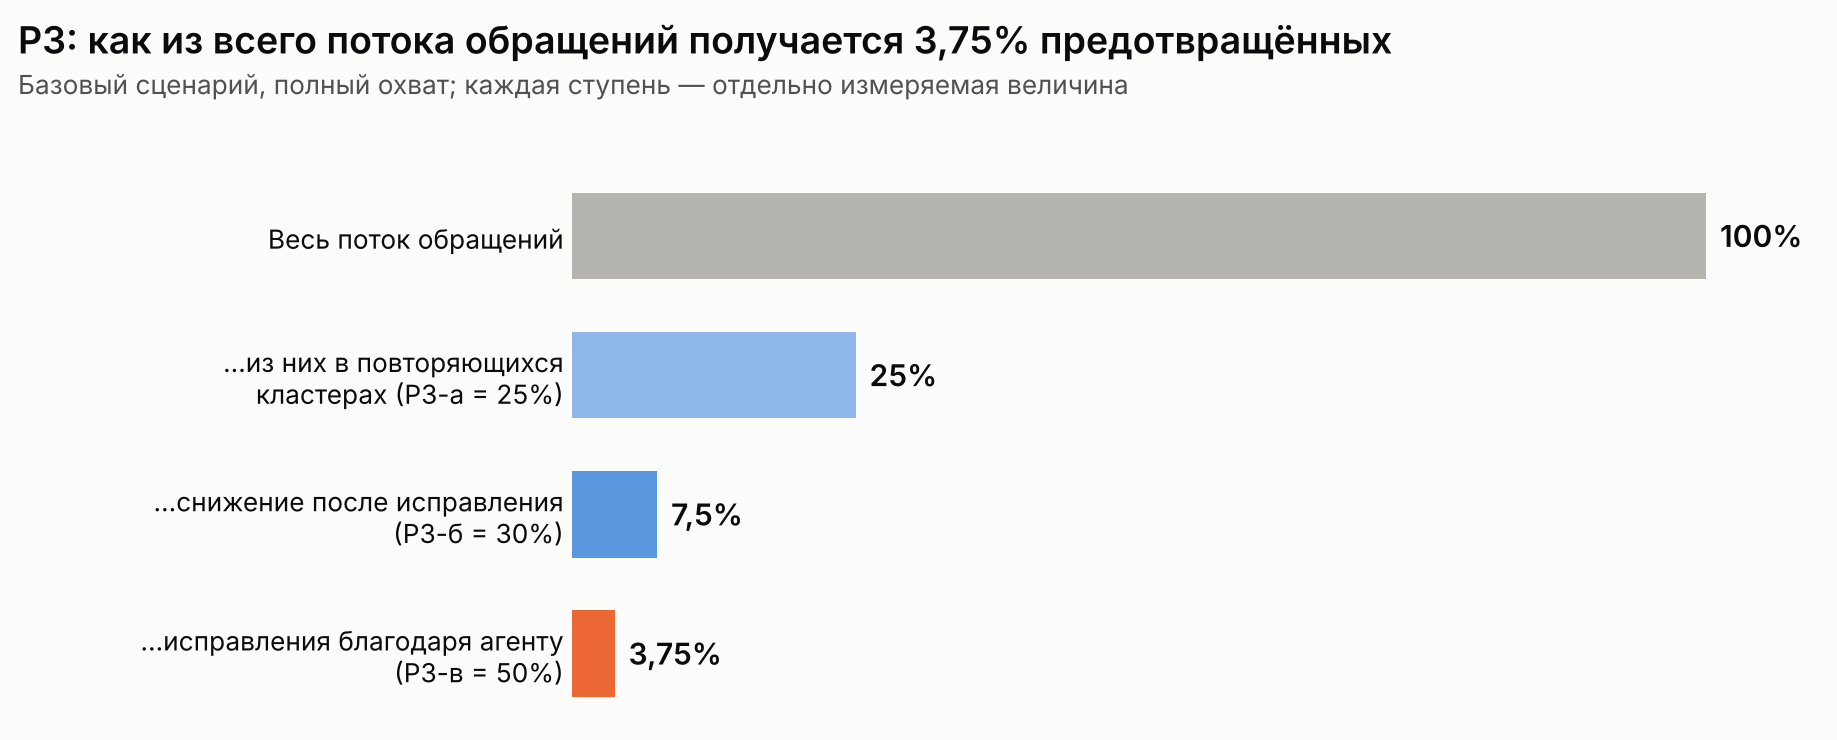 Р3: как из всего потока обращений получается 3,75% предотвращённых
Базовый сценарий, полный охват; каждая ступень — отдельно измеряемая величина
Весь поток обращений
100%
...из них в повторяющихся
кластерах (Р3-а = 25%)
25%
...снижение после исправления
(Р3-б = 30%)
7,5%
...исправления благодаря агенту
(Р3-в = 50%)
3,75%